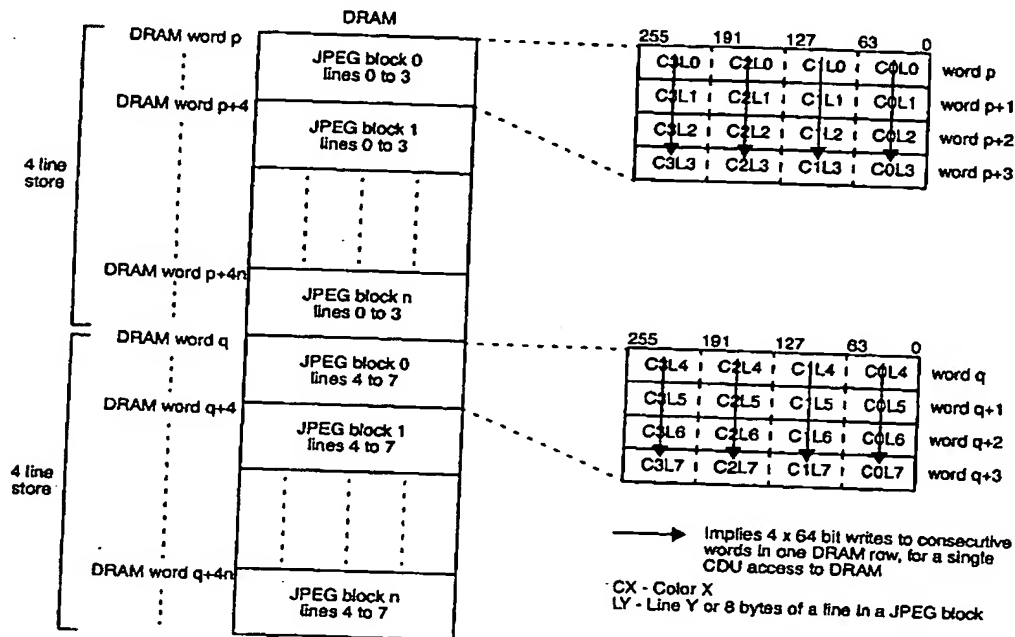 DRAM
DRAM word p
JPEG block 0
lines 0 to 3
DRAM word p+4
JPEG block 1
lines 0 to 3
4 line
store
DRAM word p+4n
JPEG block n
lines 0 to 3
DRAM word q
JPEG block 0
lines 4 to 7
DRAM word q+4
JPEG block 1
lines 4 to 7
4 line
store
DRAM word q+4n
JPEG block n
lines 4 to 7
255 191 127 63 0
C3L0 C2L0 C1L0 C0L0 word p
C3L1 C2L1 C1L1 C0L1 word p+1
C3L2 C2L2 C1L2 C0L2 word p+2
C3L3 C2L3 C1L3 C0L3 word p+3
255 191 127 63 0
C3L4 C2L4 C1L4 C0L4 word q
C3L5 C2L5 C1L5 C0L5 word q+1
C3L6 C2L6 C1L6 C0L6 word q+2
C3L7 C2L7 C1L7 C0L7 word q+3
Implies 4 x 64 bit writes to consecutive
words in one DRAM row, for a single
CDU access to DRAM
CX - Color X
LY - Line Y or 8 bytes of a line in a JPEG block